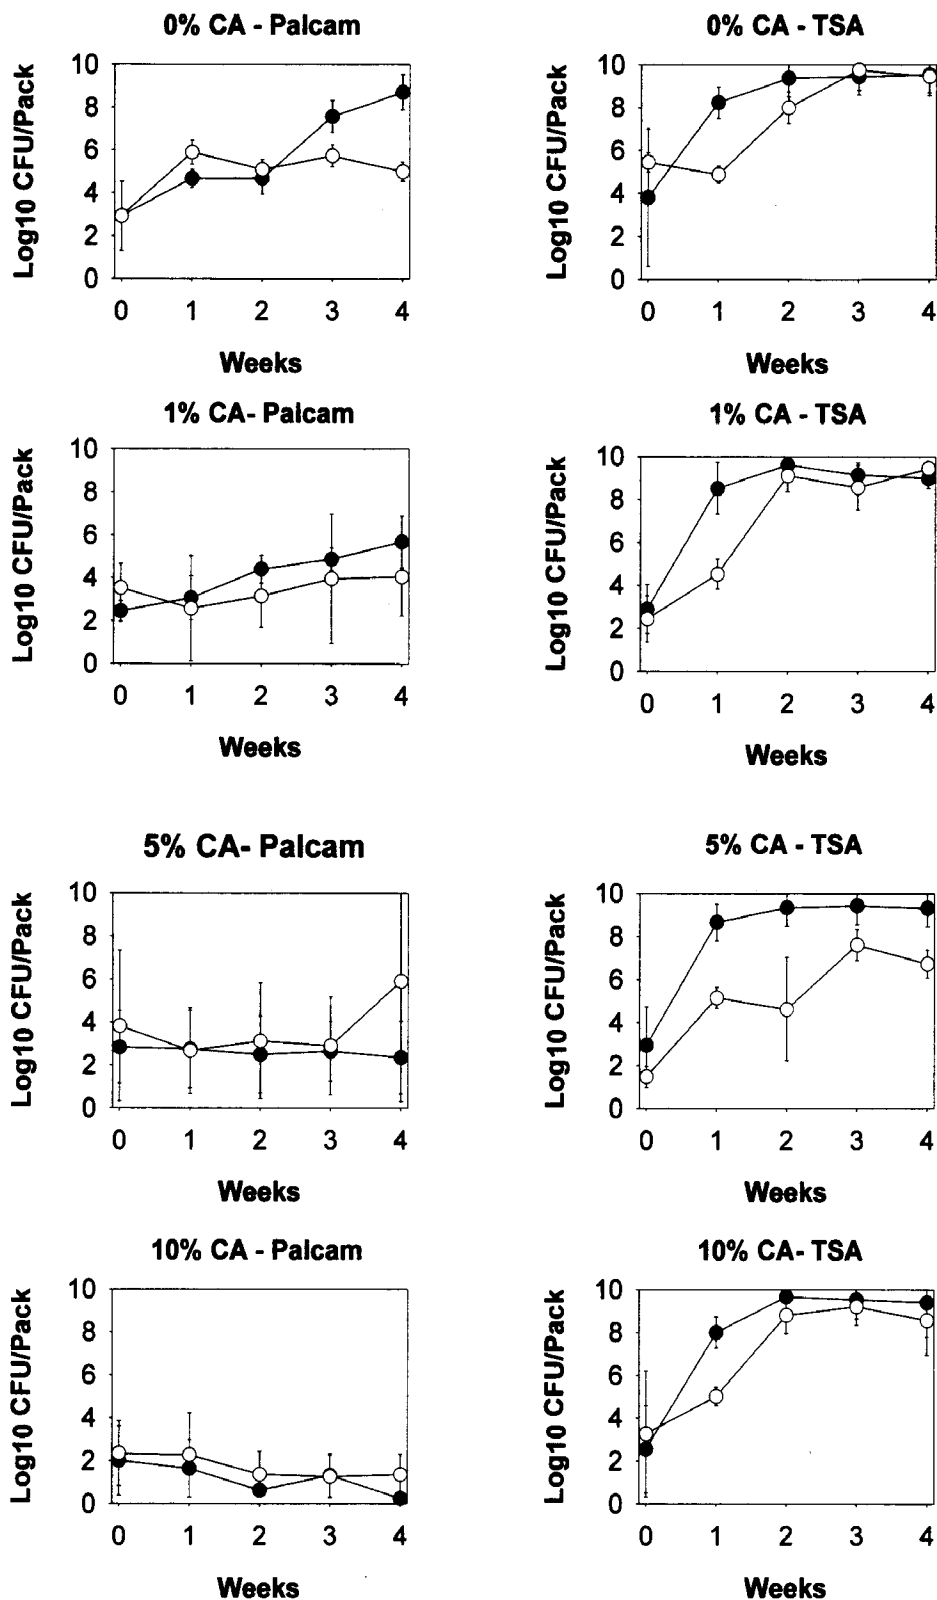 0% CA - Palcam
Log10 CFU/Pack
10
8
6
4
2
0
0 1 2 3 4
Weeks
0% CA - TSA
Log10 CFU/Pack
10
8
6
4
2
0
0 1 2 3 4
Weeks
1% CA- Palcam
Log10 CFU/Pack
10
8
6
4
2
0
0 1 2 3 4
Weeks
1% CA - TSA
Log10 CFU/Pack
10
8
6
4
2
0
0 1 2 3 4
Weeks
5% CA- Palcam
Log10 CFU/Pack
10
8
6
4
2
0
0 1 2 3 4
Weeks
5% CA - TSA
Log10 CFU/Pack
10
8
6
4
2
0
0 1 2 3 4
Weeks
10% CA - Palcam
Log10 CFU/Pack
10
8
6
4
2
0
0 1 2 3 4
Weeks
10% CA- TSA
Log10 CFU/Pack
10
8
6
4
2
0
0 1 2 3 4
Weeks